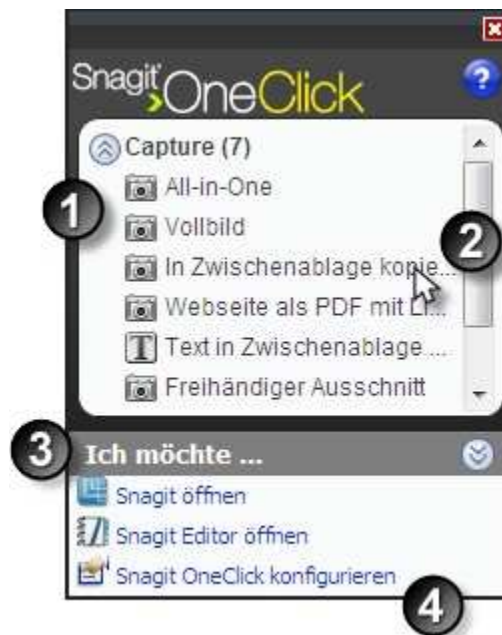 Snagit
OneClick
?
Capture (7)
All-in-One
Vollbild
In Zwischenablage kopie...
Webseite als PDF mit Li...
T Text in Zwischenablage ...
Freihändiger Ausschnitt
1
2
3
Ich möchte ...
Snagit öffnen
Snagit Editor öffnen
Snagit OneClick konfigurieren
4